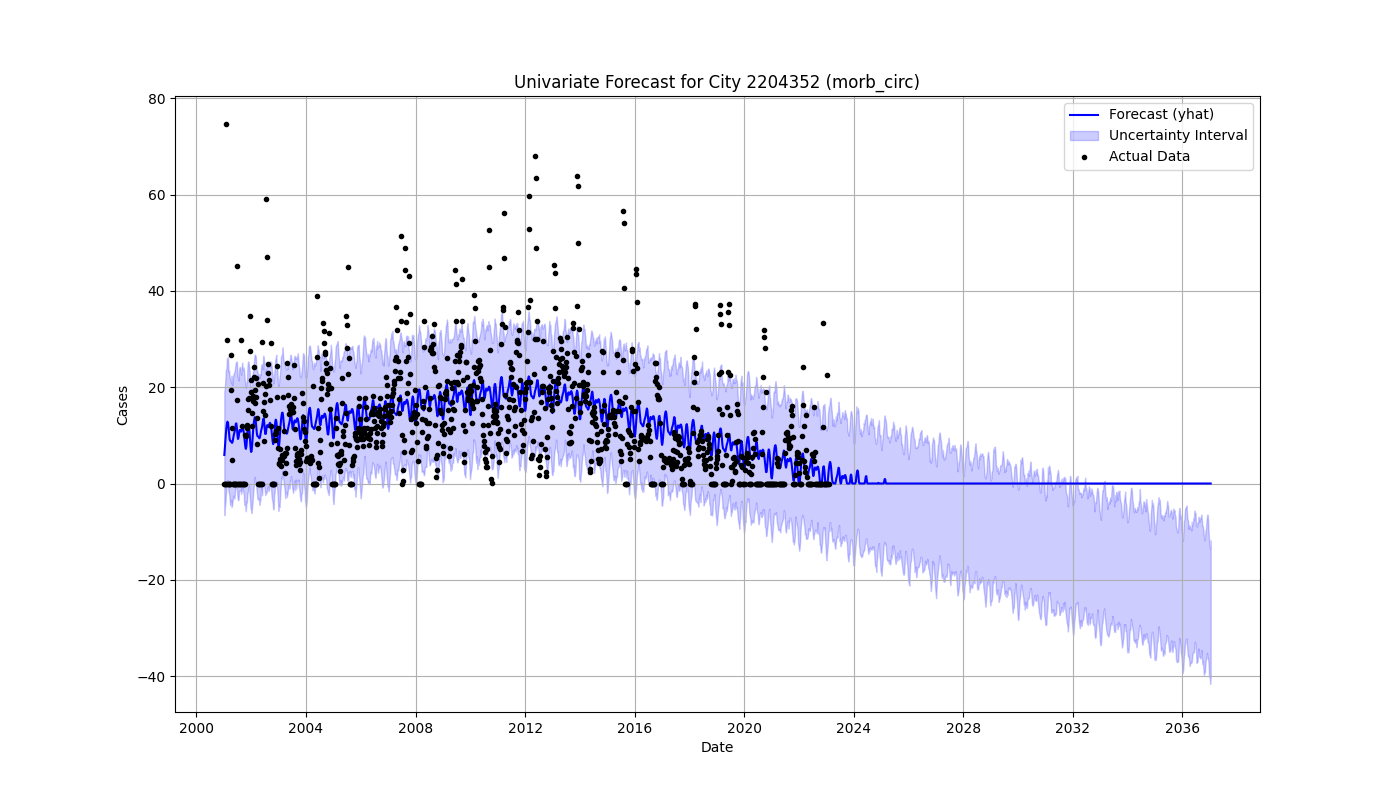 Univariate Forecast for City 2204352 (morb_circ)
80
60
40
20
0
−20
−40
Cases
Forecast (yhat)
Uncertainty Interval
Actual Data
2000 2004 2008 2012 2016 2020 2024 2028 2032 2036
Date